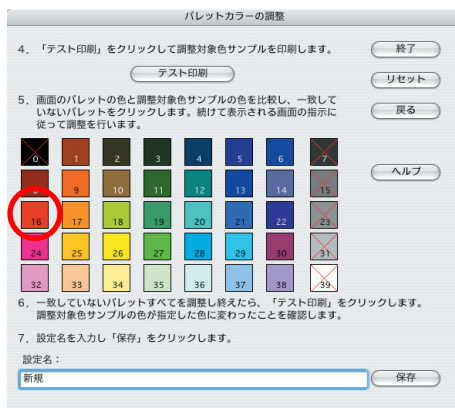 パレットカラーの調整
4. 「テスト印刷」をクリックして調整対象色サンプルを印刷します。
終了
テスト印刷
リセット
5. 画面のパレットの色と調整対象色サンプルの色を比較し、一致して
いないパレットをクリックします。続けて表示される画面の指示に
従って調整を行います。
戻る
ヘルプ
0 1 2 3 4 5 6 7
8 9 10 11 12 13 14 15
16 17 18 19 20 21 22 23
24 25 26 27 28 29 30 31
32 33 34 35 36 37 38 39
6. 一致していないパレットすべてを調整し終えたら、「テスト印刷」をクリックします。
調整対象色サンプルの色が指定した色に変わったことを確認します。
7. 設定名を入力し「保存」をクリックします。
設定名：
新規
保存